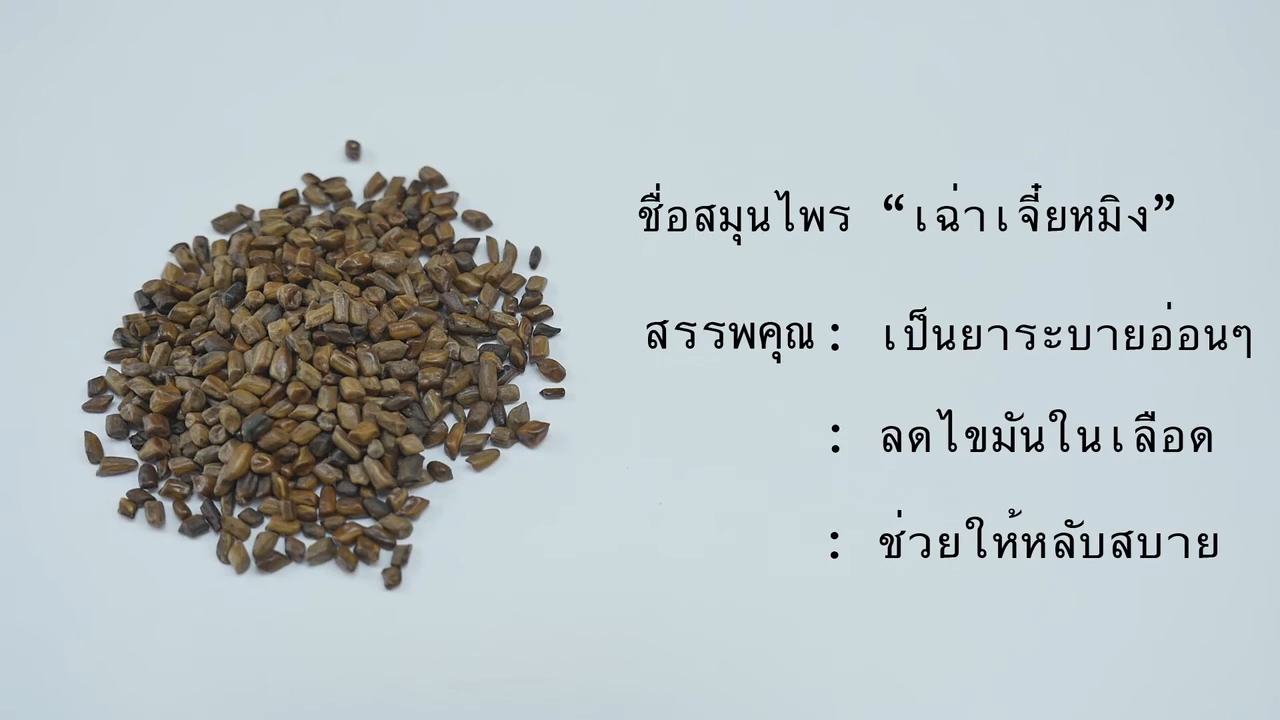 ชื่อสมุนไพร “เฉ่าเจี๋ยหมิง”
สรรพคุณ : เป็นยาระบายอ่อนๆ
: ลดไขมันในเลือด
: ช่วยให้หลับสบาย